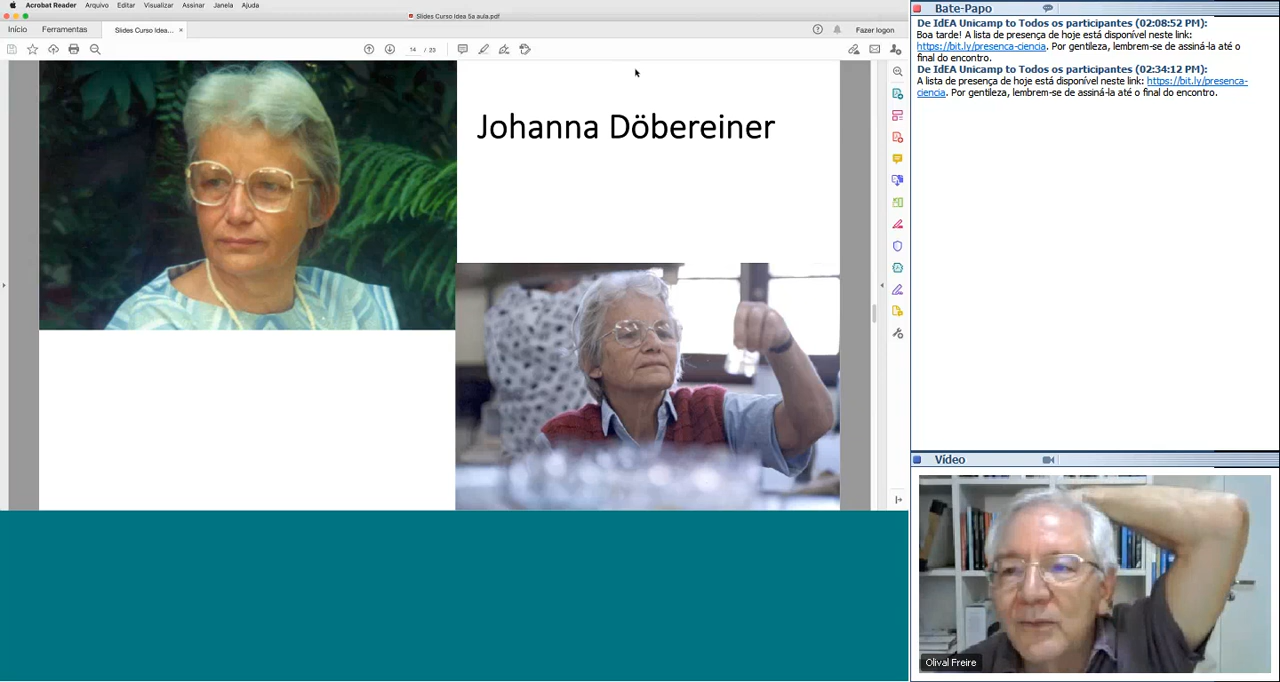 Acrobat Reader Arquivo Editar Visualizar Assinar Janela Ajuda
Slides Curso Idea 5a aula.pdf
Início Ferramentas Slides Curso Idea... × Fazer logon
14 / 23
Johanna Döbereiner
Bate-Papo
De IdEA Unicamp to Todos os participantes (02:08:52 PM):
Boa tarde! A lista de presença de hoje está disponível neste link:
https://bit.ly/presenca-ciencia. Por gentileza, lembrem-se de assiná-la até o
final do encontro.
De IdEA Unicamp to Todos os participantes (02:34:12 PM):
A lista de presença de hoje está disponível neste link: https://bit.ly/presenca-
ciencia. Por gentileza, lembrem-se de assiná-la até o final do encontro.
Vídeo
Olival Freire